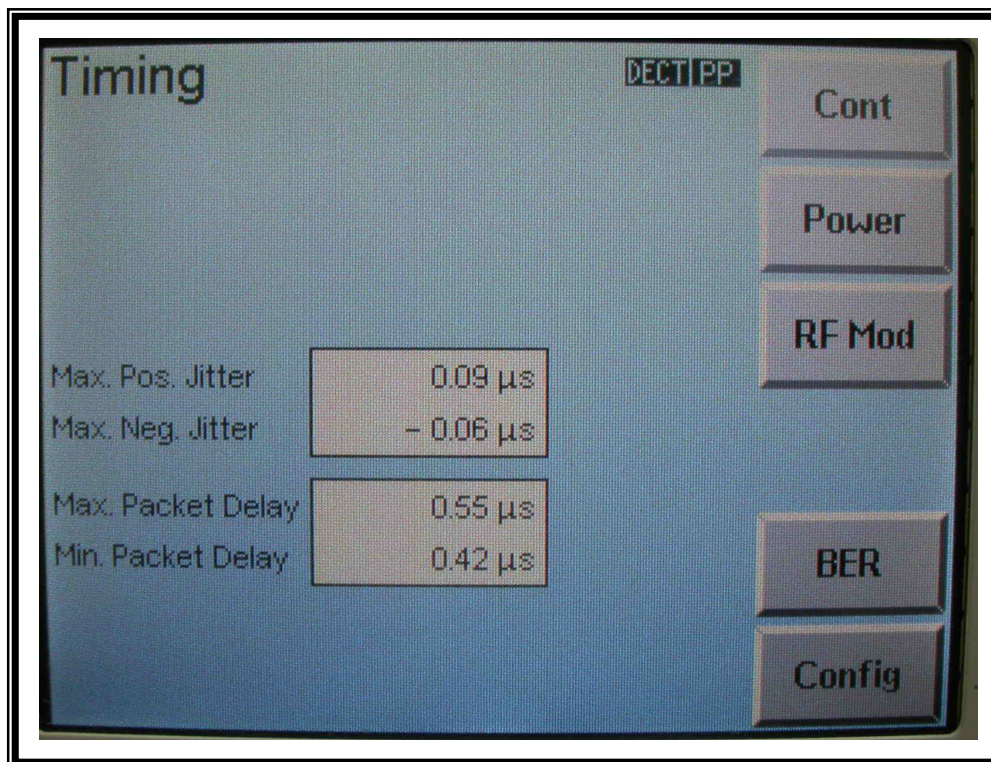 Timing
DECT PP
Cont
Power
RF Mod
Max. Pos. Jitter 0.09 µs
Max. Neg. Jitter - 0.06 µs
Max. Packet Delay 0.55 µs
Min. Packet Delay 0.42 µs
BER
Config